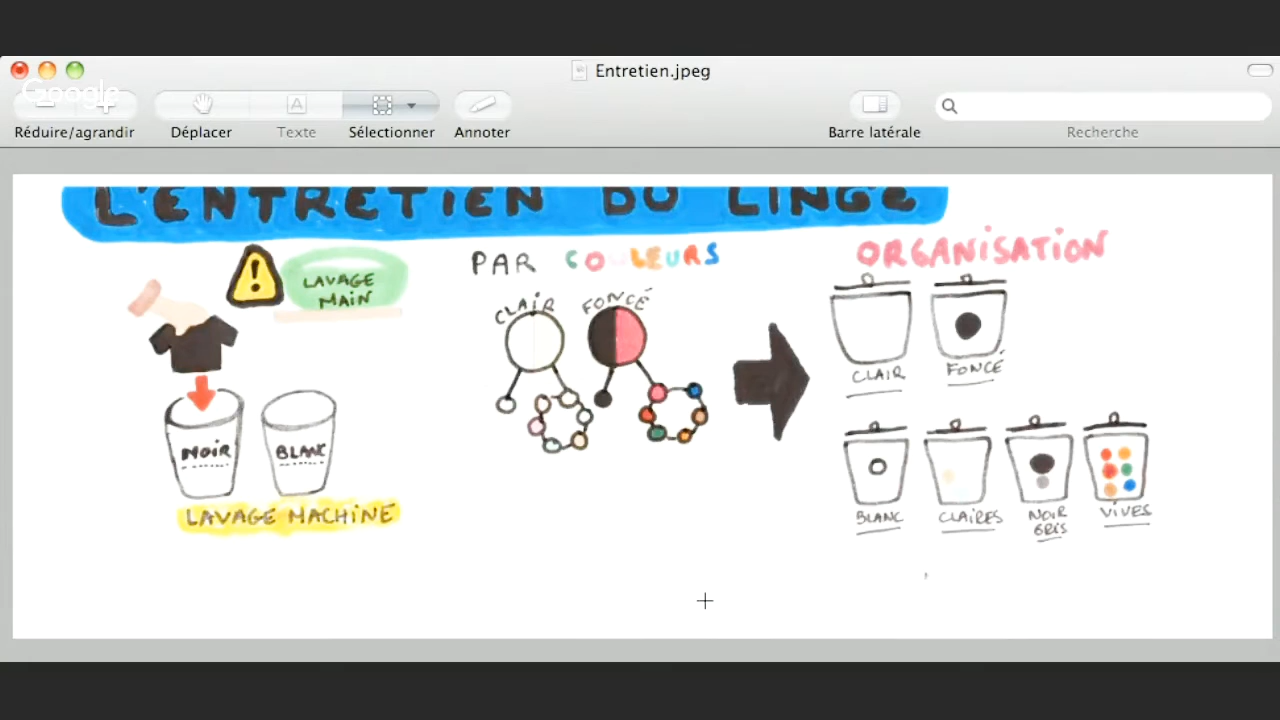 Entretien.jpeg
Google
Réduire/agrandir
Déplacer
Texte
Sélectionner
Annoter
Barre latérale
Recherche
L'ENTRETIEN DU LINGE
LAVAGE
MAIN
NOIR
BLANC
LAVAGE MACHINE
PAR COULEURS
CLAIR
FONCÉ
ORGANISATION
CLAIR
FONCÉ
BLANC
CLAIRES
NOIR
GRIS
VIVES